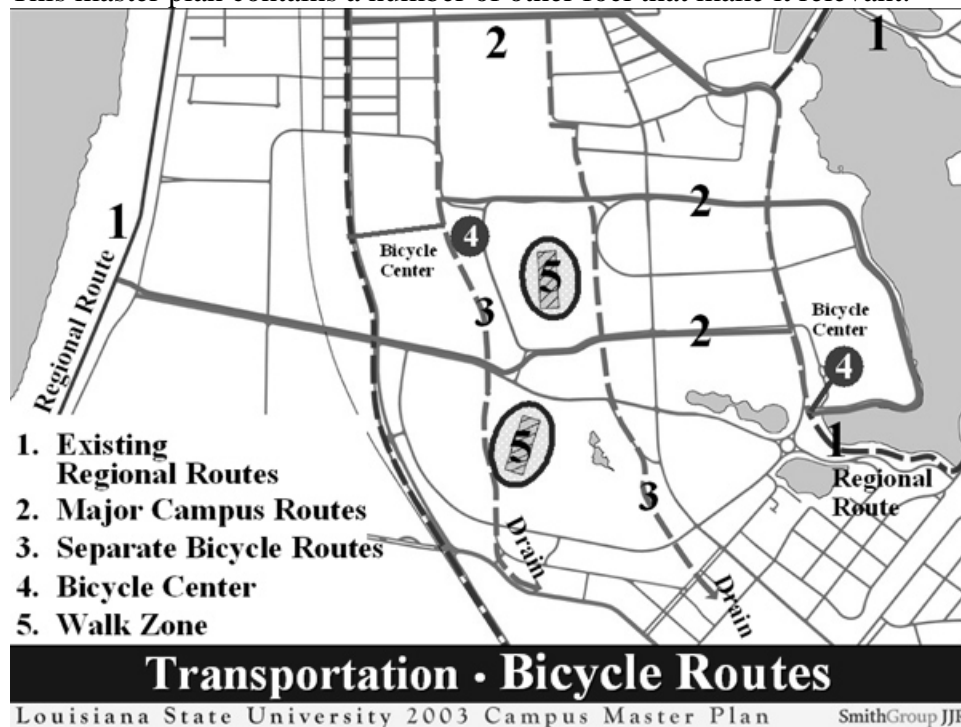 This master plan contains a number of other foci that make it relevant.
1
2
1
2
4
Bicycle
Center
5
3
2
Bicycle
Center
4
Regional Route
5
1
Regional
Route
3
Drain
Drain
1. Existing
Regional Routes
2. Major Campus Routes
3. Separate Bicycle Routes
4. Bicycle Center
5. Walk Zone
Transportation · Bicycle Routes
Louisiana State University 2003 Campus Master Plan
SmithGroup JJR